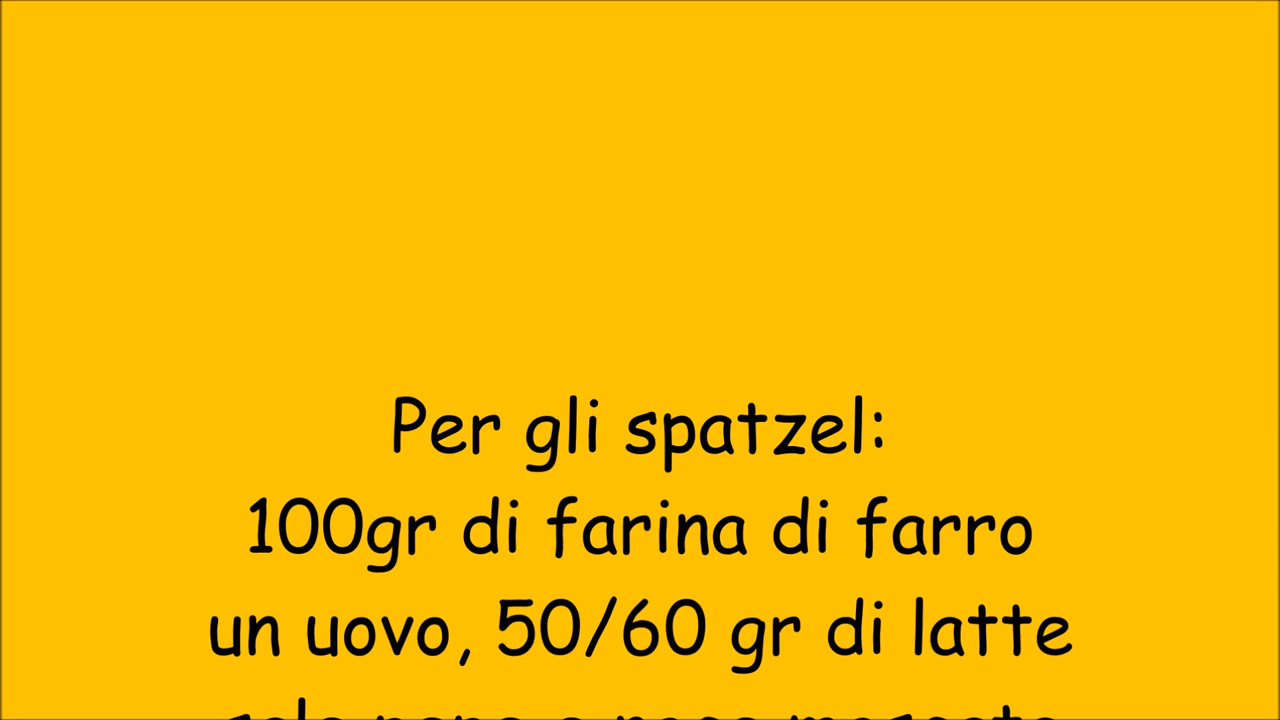 Per gli spatzel:
100gr di farina di farro
un uovo, 50/60 gr di latte